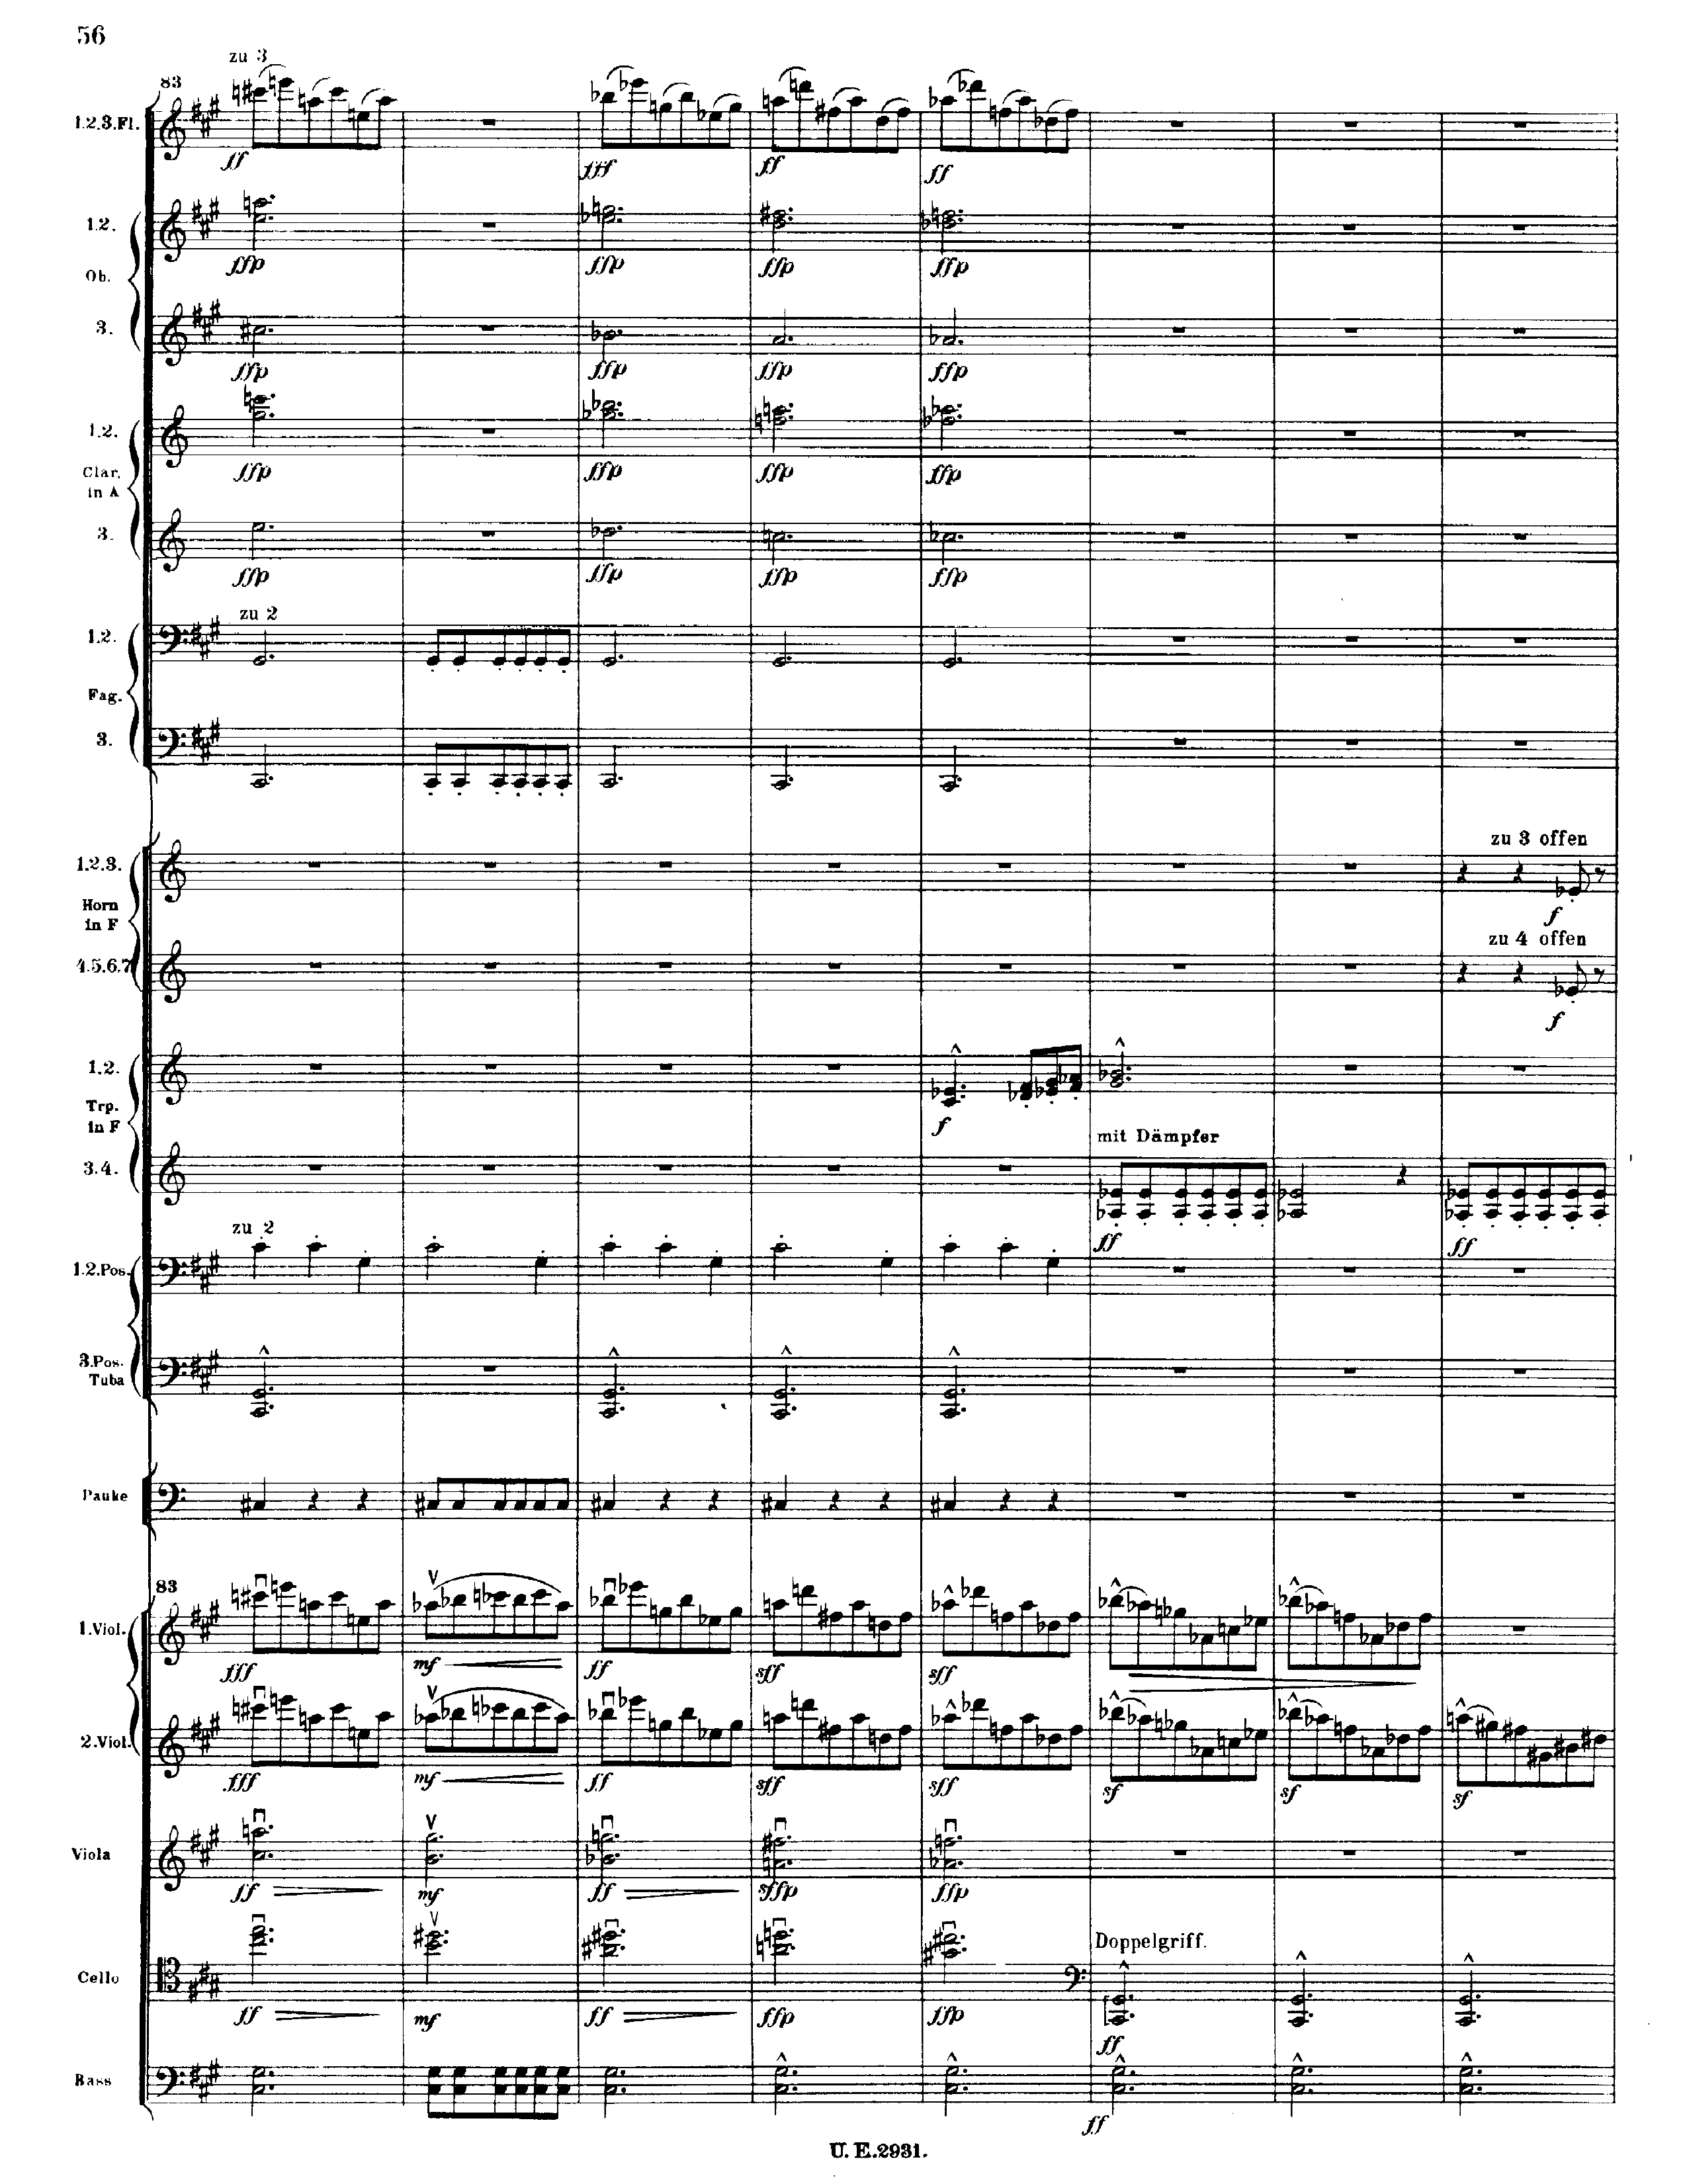 56
zu 3
83
1.2.3.Fl.
ff fff ff ff
1.2.
ffp ffp ffp ffp
Ob.
3.
ffp ffp ffp ffp
1.2.
ffp ffp ffp ffp
Clar.
in A
3.
ffp ffp ffp ffp
zu 2
1.2.
Fag.
3.
zu 3 offen
1.2.3.
f
Horn
in F
zu 4 offen
4.5.6.7.
f
1.2.
f
Trp.
in F
mit Dämpfer
3.4.
ff ff
zu 2
1.2.Pos.
3.Pos.
Tuba
Pauke
83
1.Viol.
fff mf ff sff sff
2.Viol.
fff mf ff sff sff sf sf sf
Viola
ff mf ff sffp ffp
Doppelgriff.
Cello
ff mf ff ffp ffp ff
Bass
ff
U. E. 2931.